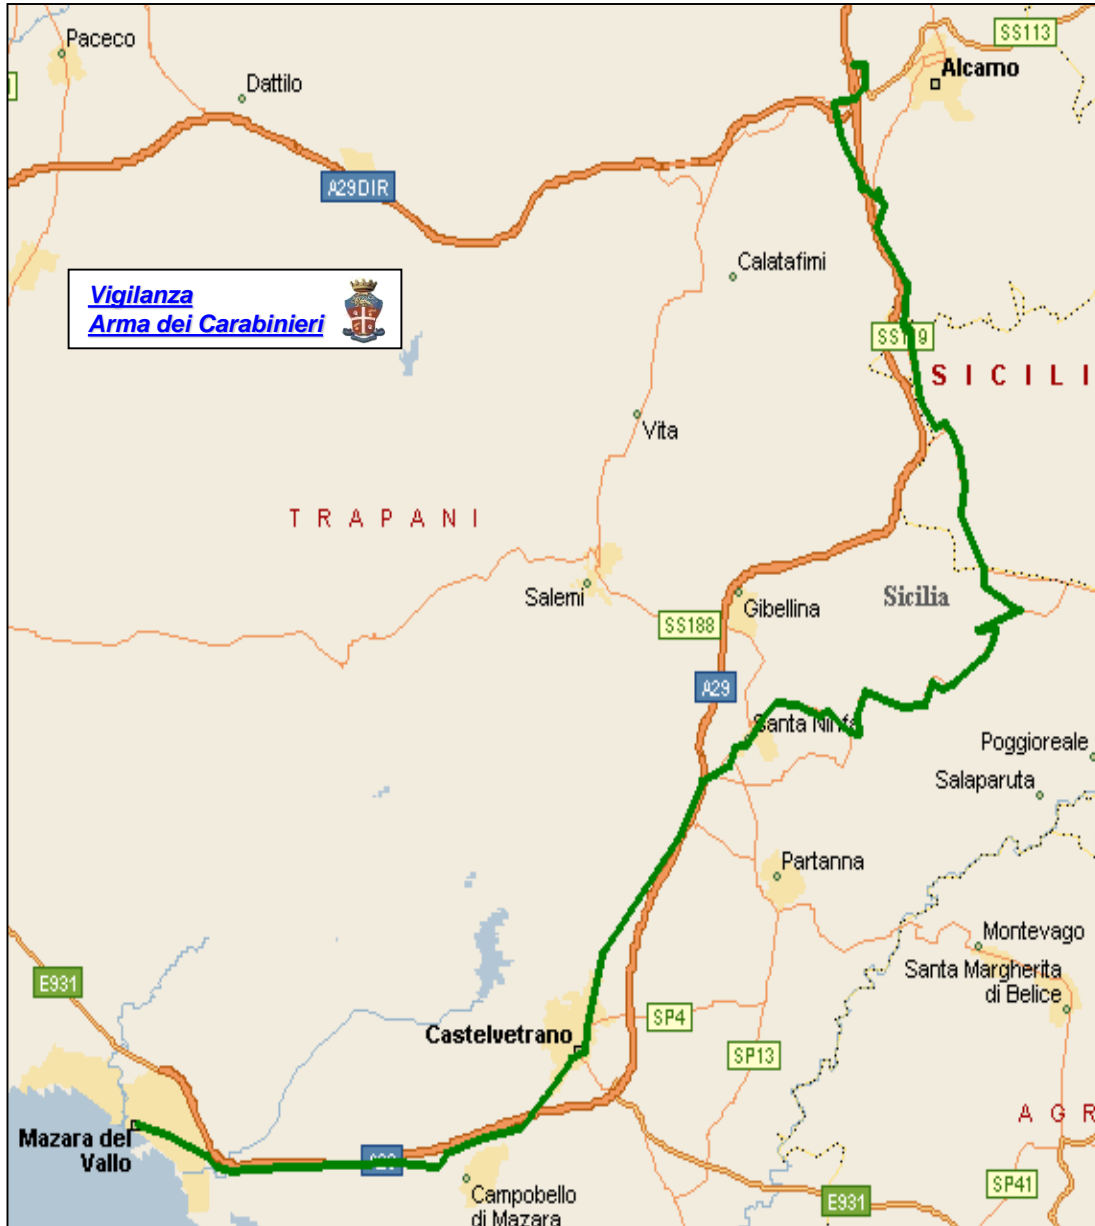 Paceco
SS113
Alcamo
Dattilo
A29DIR
Calatafimi
Vigilanza
Arma dei Carabinieri
SICILI
Vita
TRAPANI
Salemi
Gibellina
Sicilia
SS188
A29
Santa Ninfa
Poggioreale
Salaparuta
Partanna
Montevago
Santa Margherita
di Belice
E931
SP4
Castelvetrano
SP13
AGR
Mazara del
Vallo
SP41
Campobello
di Mazara
E931